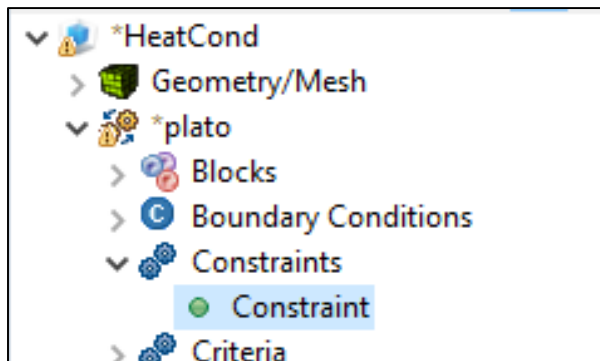 *HeatCond
Geometry/Mesh
*plato
Blocks
C Boundary Conditions
Constraints
Constraint
Criteria